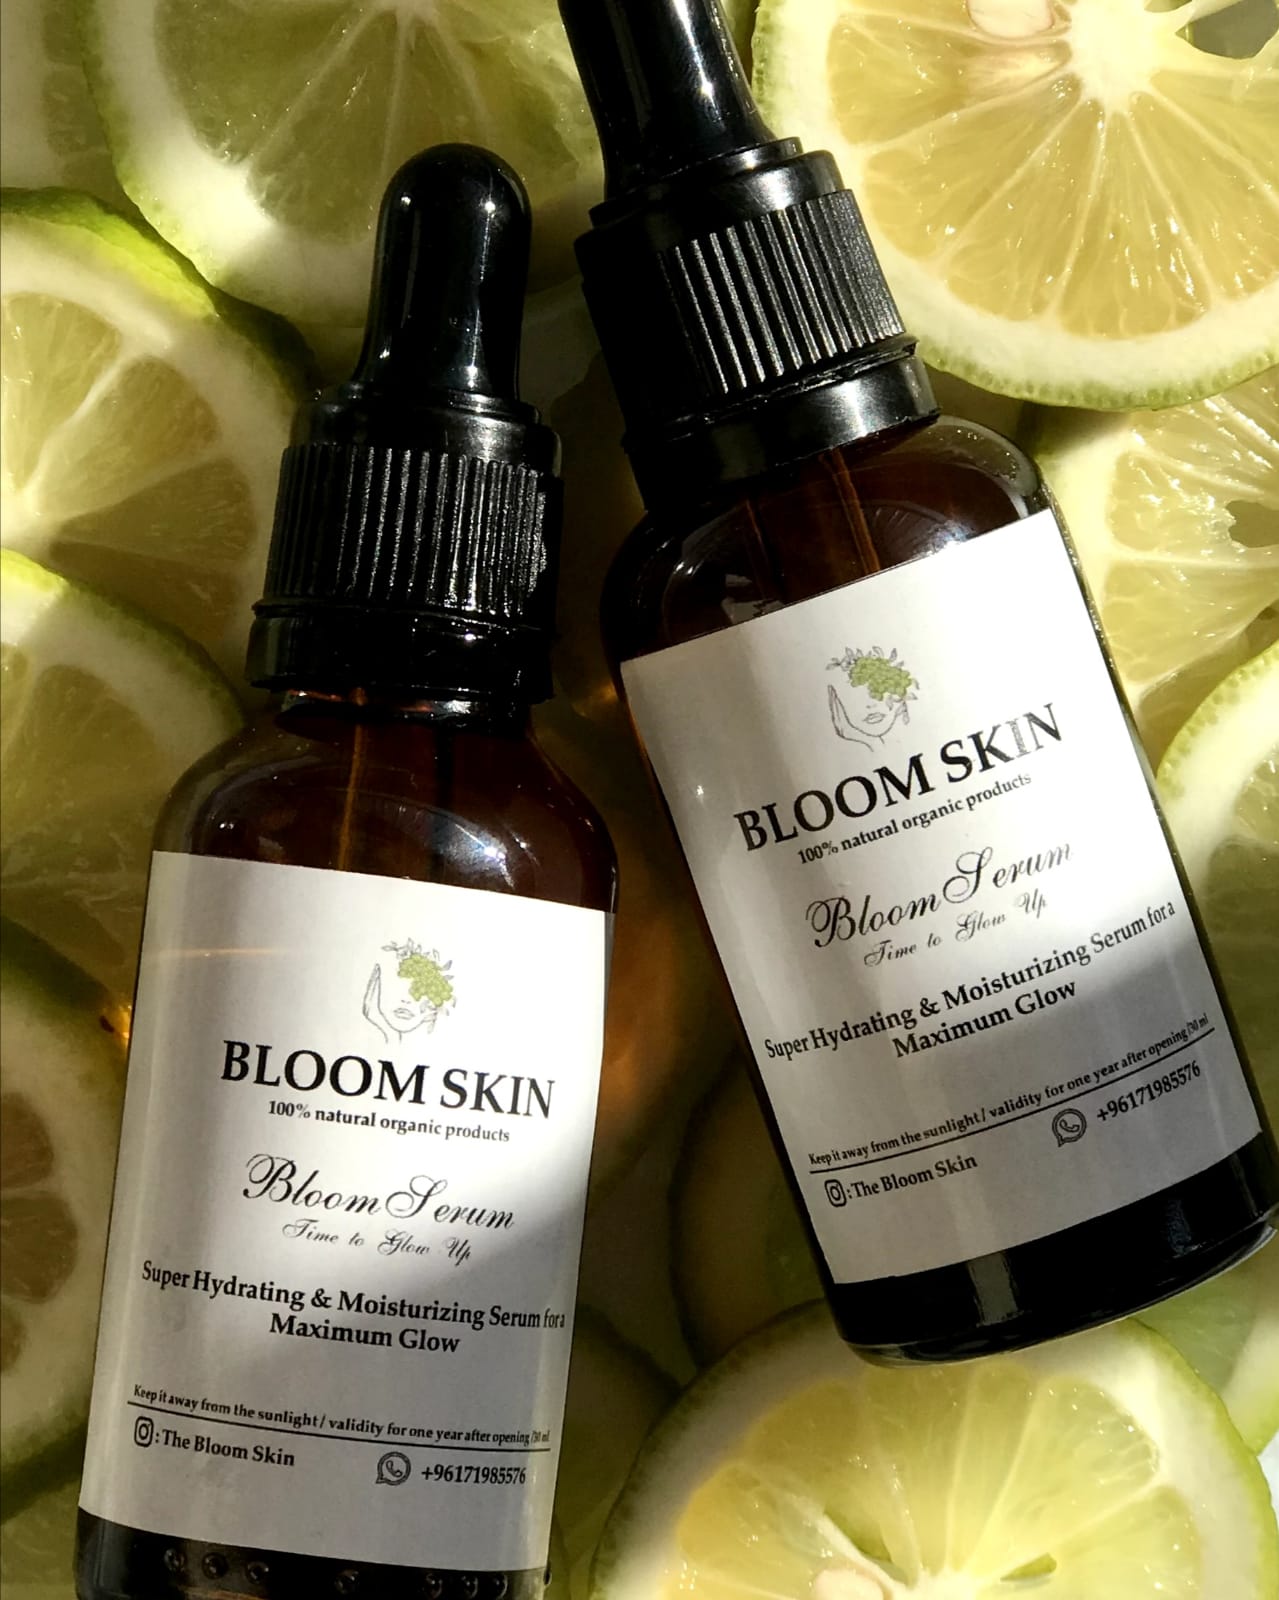 BLOOM SKIN
100% natural organic products
Bloom Serum
Time to Glow Up
Super Hydrating & Moisturizing Serum for a
Maximum Glow
Keep it away from the sunlight / validity for one year after opening /30 ml
: The Bloom Skin
+96171985576
BLOOM SKIN
100% natural organic products
Bloom Serum
Time to Glow Up
Super Hydrating & Moisturizing Serum for a
Maximum Glow
Keep it away from the sunlight / validity for one year after opening /30 ml
: The Bloom Skin
+96171985576